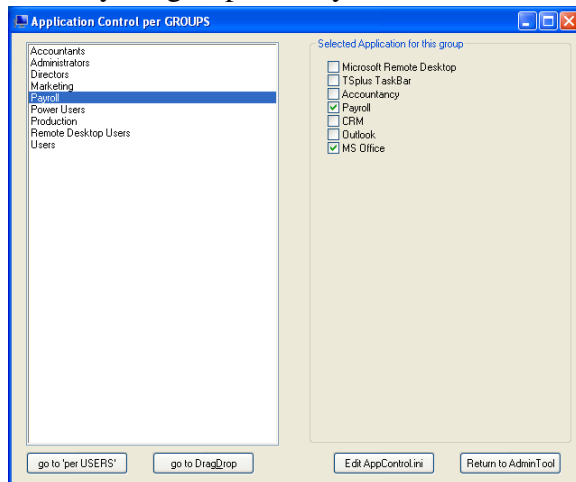 Application Control per GROUPS
Accountants
Administrators
Directors
Marketing
Payroll
Power Users
Production
Remote Desktop Users
Users
Selected Application for this group
Microsoft Remote Desktop
TSplus TaskBar
Accountancy
Payroll
CRM
Outlook
MS Office
go to 'per USERS'
go to DragDrop
Edit AppControl.ini
Return to AdminTool